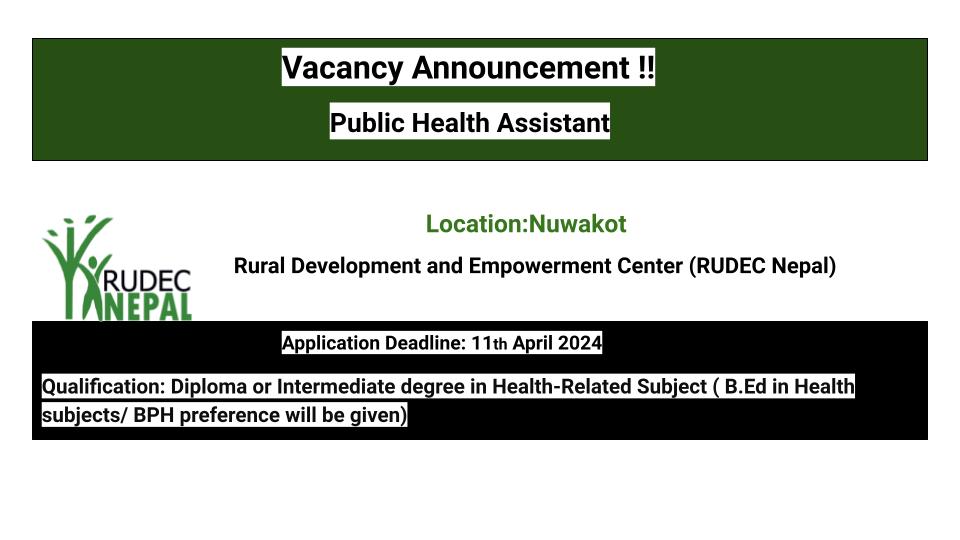 Vacancy Announcement !!
Public Health Assistant
Location:Nuwakot
Rural Development and Empowerment Center (RUDEC Nepal)
RUDEC
NEPAL
Application Deadline: 11th April 2024
Qualification: Diploma or Intermediate degree in Health-Related Subject ( B.Ed in Health
subjects/ BPH preference will be given)